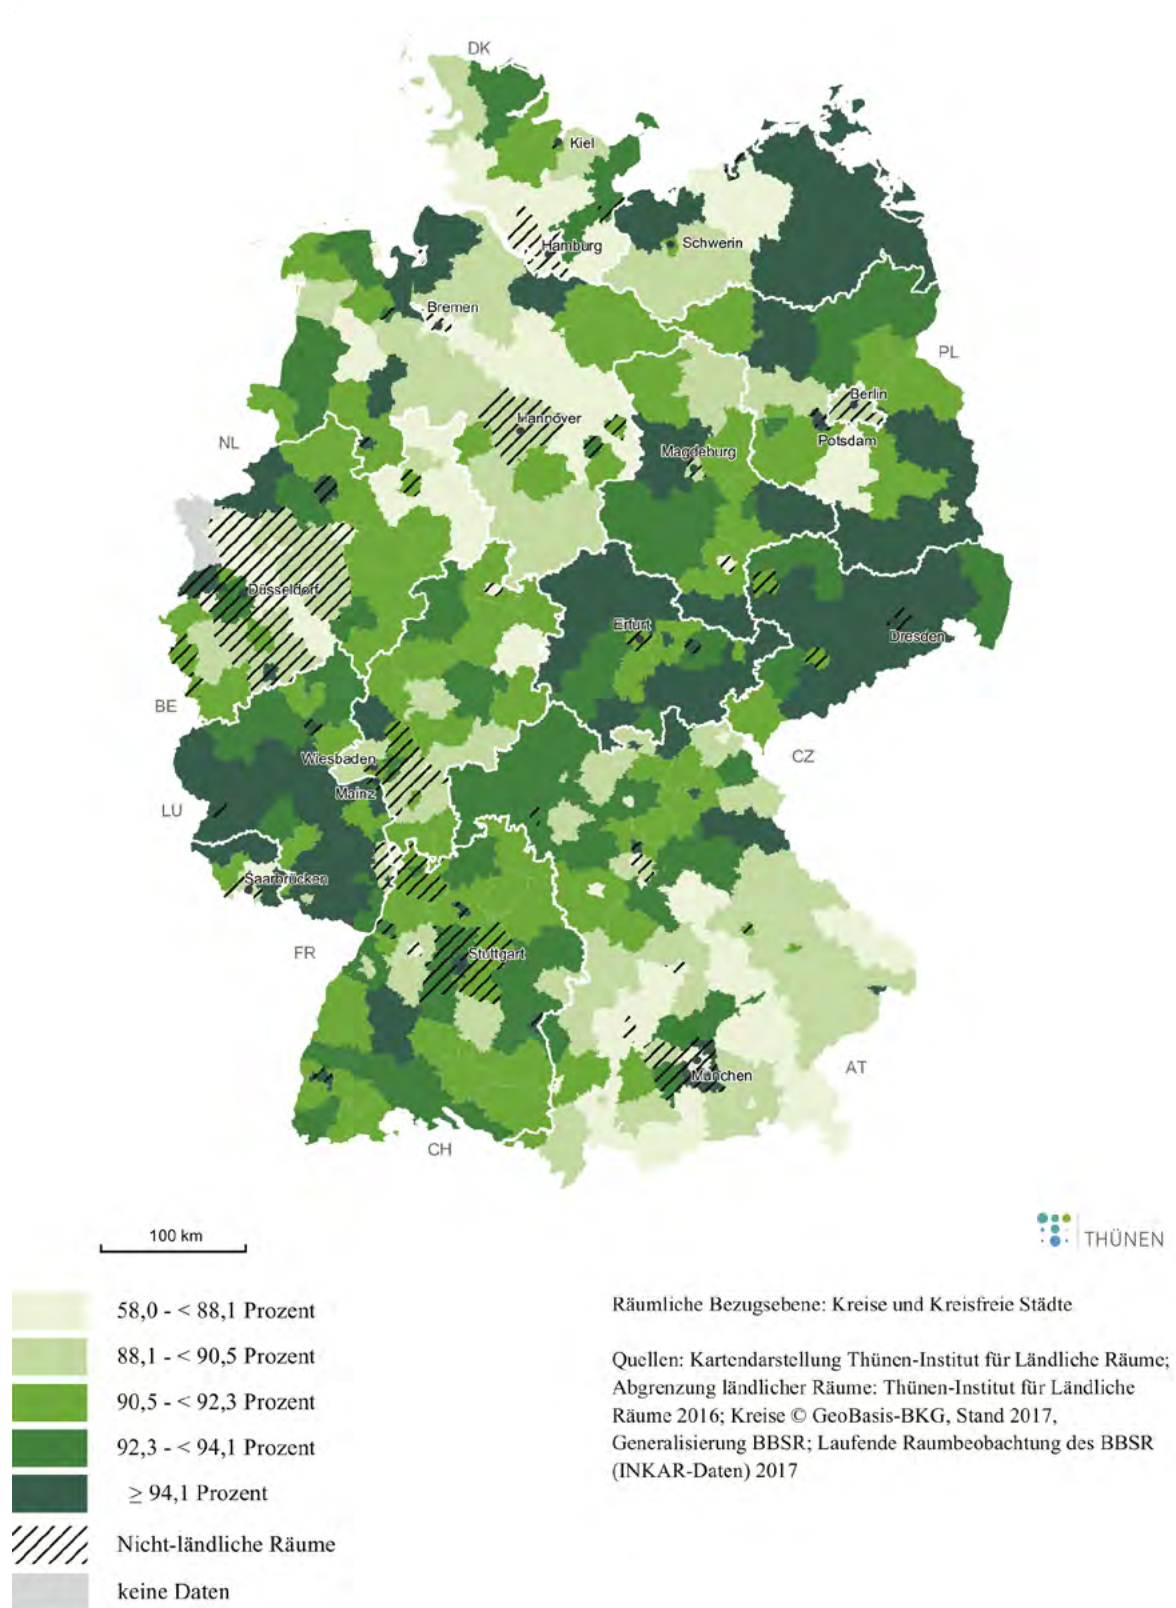 DK
Kiel
Hamburg
Schwerin
Bremen
PL
Berlin
Hannover
Potsdam
NL
Magdeburg
Düsseldorf
Erfurt
Dresden
BE
CZ
Wiesbaden
Mainz
LU
Saarbrücken
FR
Stuttgart
München
AT
CH
100 km
THÜNEN
58,0 - < 88,1 Prozent
88,1 - < 90,5 Prozent
90,5 - < 92,3 Prozent
92,3 - < 94,1 Prozent
≥ 94,1 Prozent
Nicht-ländliche Räume
keine Daten
Räumliche Bezugsebene: Kreise und Kreisfreie Städte
Quellen: Kartendarstellung Thünen-Institut für Ländliche Räume;
Abgrenzung ländlicher Räume: Thünen-Institut für Ländliche
Räume 2016; Kreise © GeoBasis-BKG, Stand 2017,
Generalisierung BBSR; Laufende Raumbeobachtung des BBSR
(INKAR-Daten) 2017